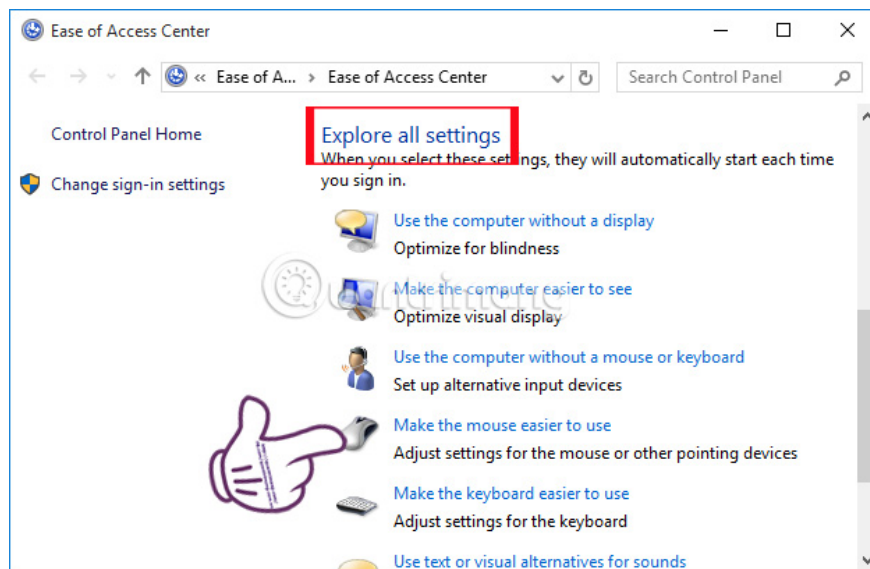 Ease of Access Center
« Ease of A... > Ease of Access Center
Search Control Panel
Control Panel Home
Change sign-in settings
Explore all settings
When you select these settings, they will automatically start each time
you sign in.
Use the computer without a display
Optimize for blindness
Make the computer easier to see
Optimize visual display
Use the computer without a mouse or keyboard
Set up alternative input devices
Make the mouse easier to use
Adjust settings for the mouse or other pointing devices
Make the keyboard easier to use
Adjust settings for the keyboard
Use text or visual alternatives for sounds